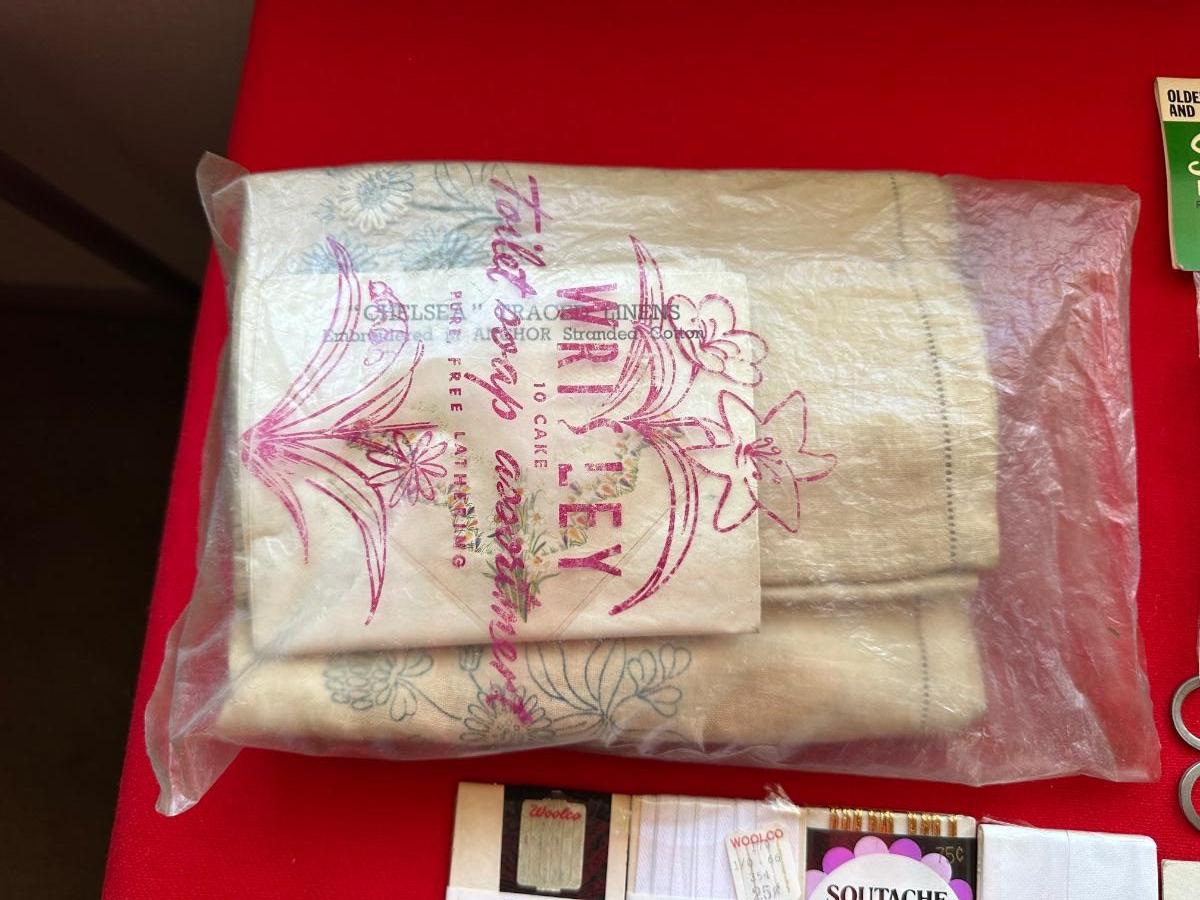 "CHELSEA" TRACED LINENS
Embroidered in ANCHOR Stranded Cotton
WRISLEY
10 CAKE
Toilet soap assortment
PURE FREE LATHERING
OLDE
AND
Woolco
WOOLCO
25¢
75¢
SOUTACHE